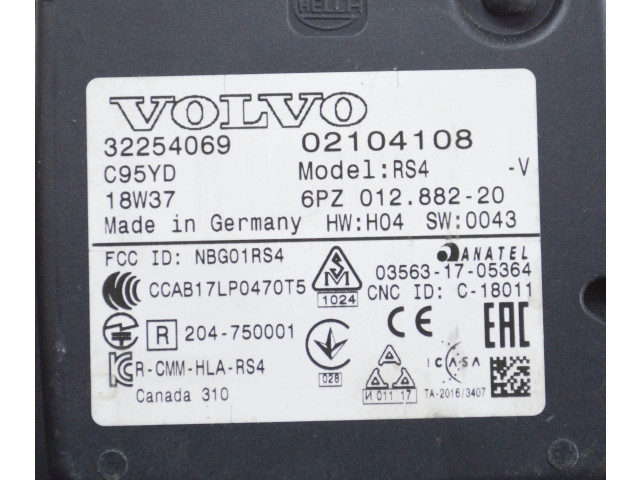 HELLA
VOLVO
32254069 02104108
C95YD Model:RS4 -V
18W37 6PZ 012.882-20
Made in Germany HW:H04 SW:0043
FCC ID: NBG01RS4 ANATEL
03563-17-05364
CCAB17LP0470T5 1024 CNC ID: C-18011
R 204-750001 CE EAC
R-CMM-HLA-RS4 028 ICASA
Canada 310 И 011 17 TA-2016/3407